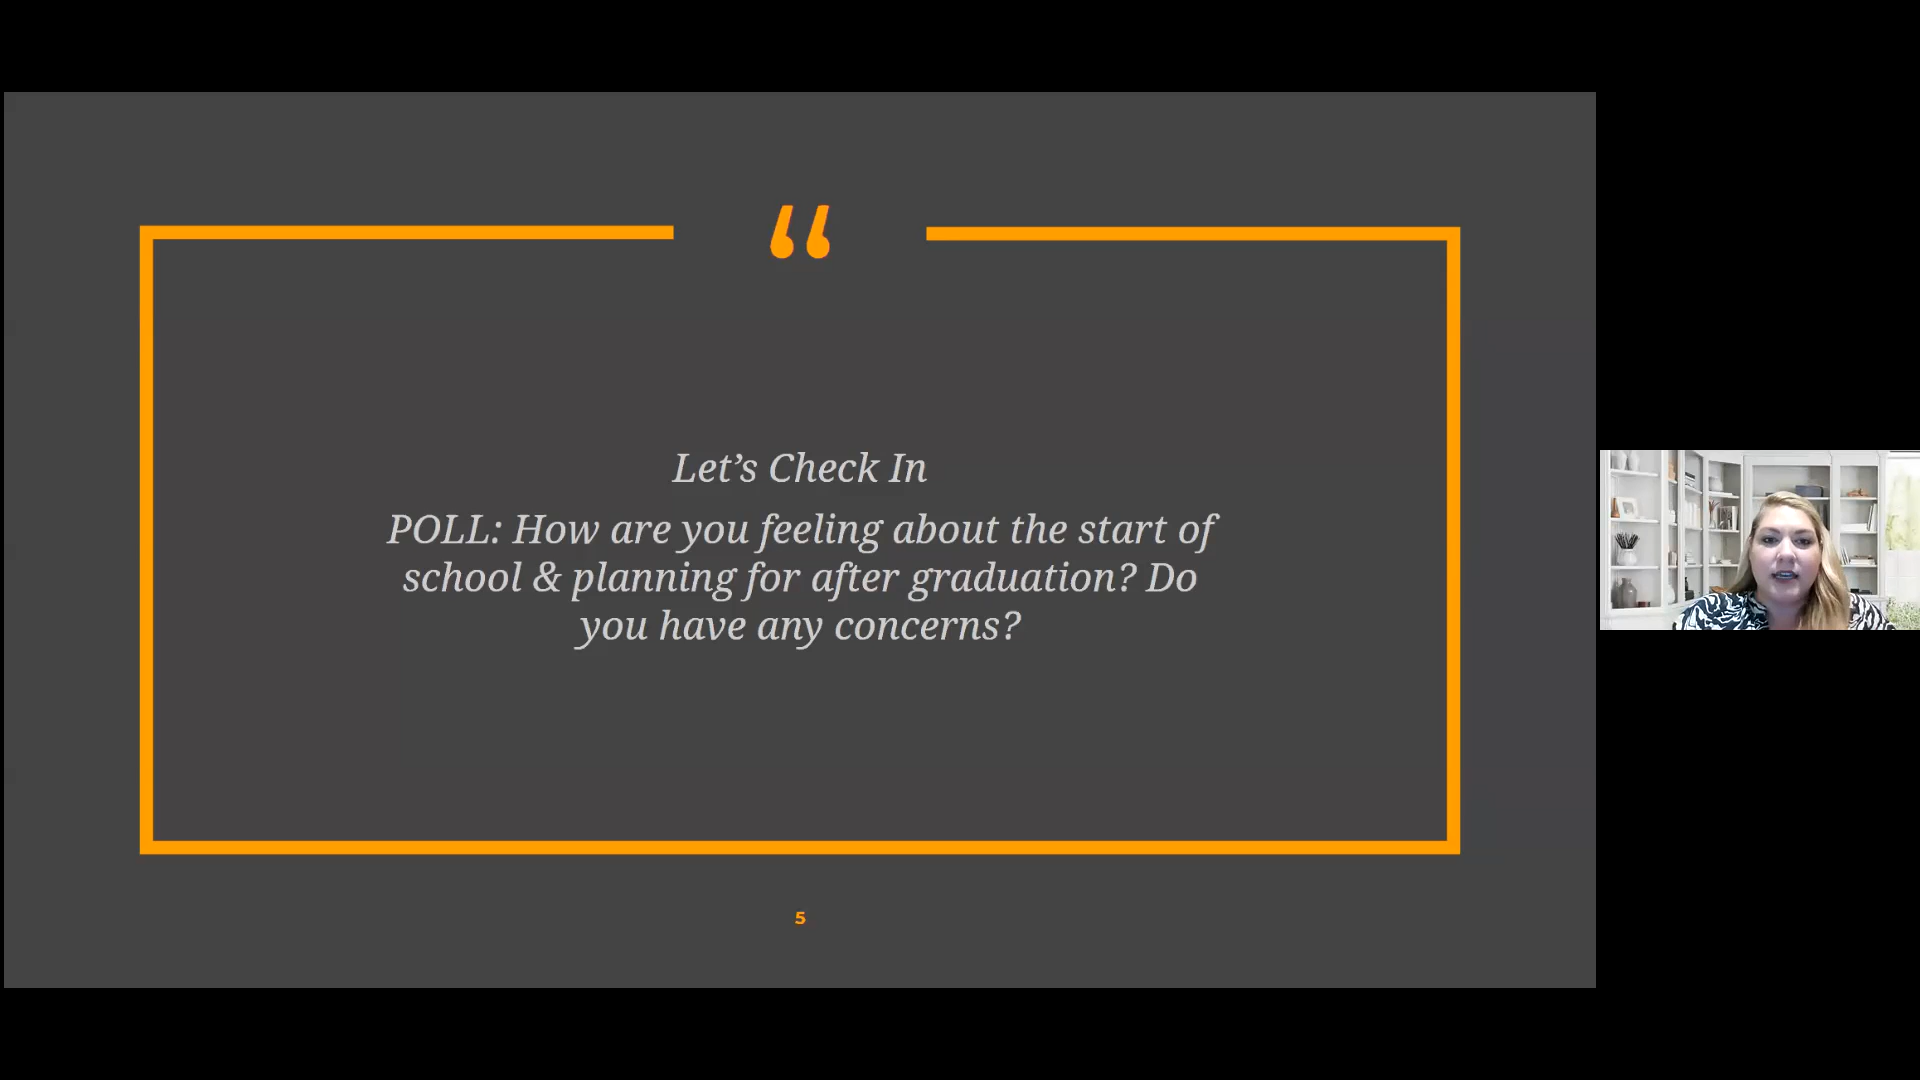 “
Let’s Check In
POLL: How are you feeling about the start of
school & planning for after graduation? Do
you have any concerns?
5